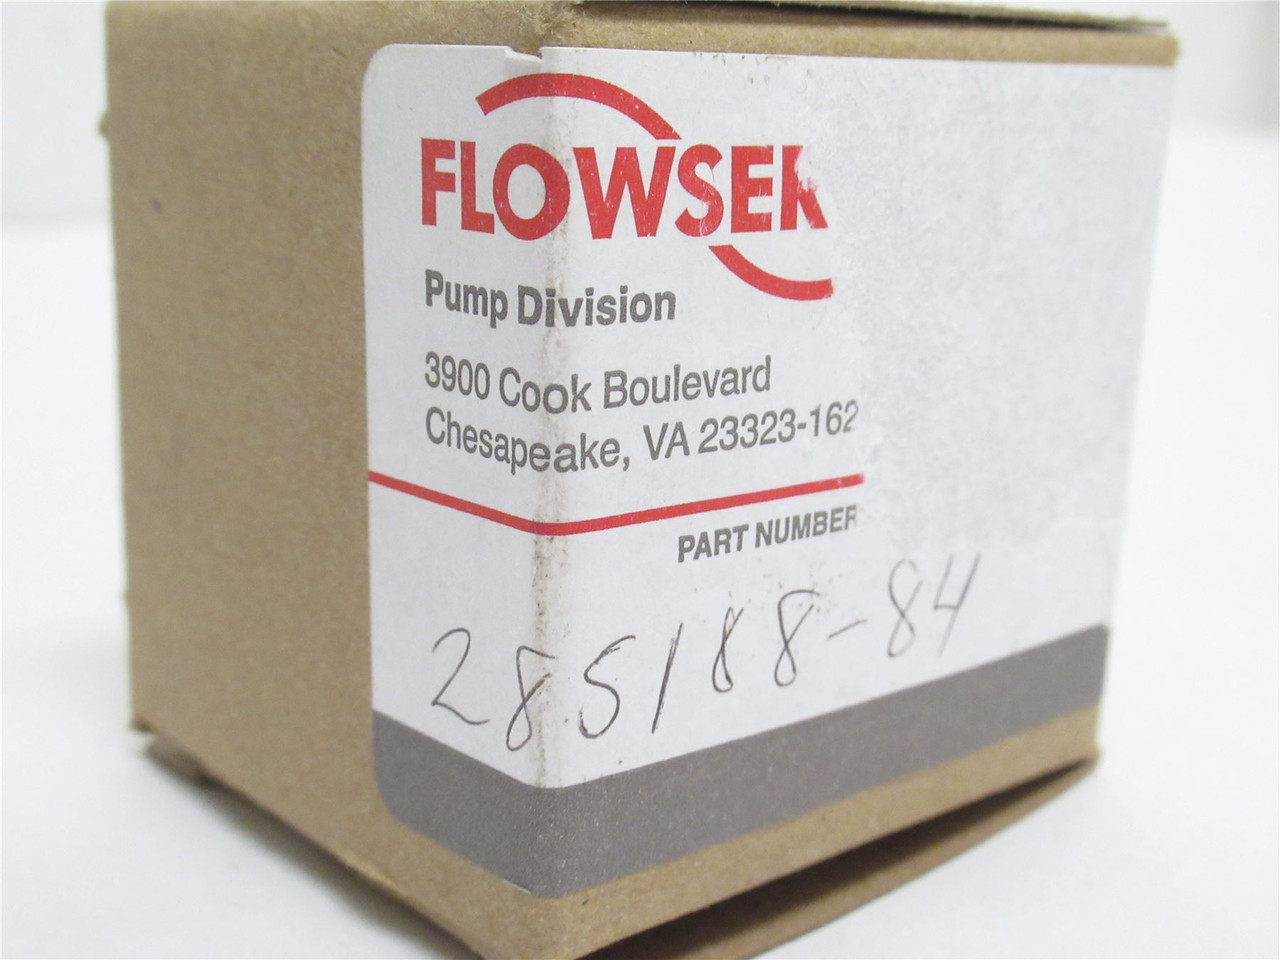 FLOWSER
Pump Division
3900 Cook Boulevard
Chesapeake, VA 23323-162
PART NUMBER
285188-84